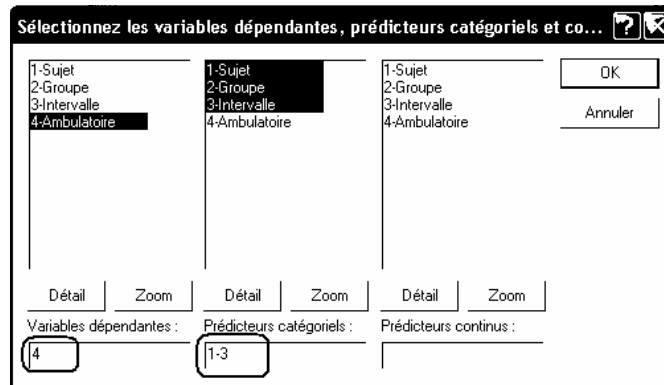 Sélectionnez les variables dépendantes, prédicteurs catégoriels et co...
1-Sujet
2-Groupe
3-Intervalle
4-Ambulatoire
1-Sujet
2-Groupe
3-Intervalle
4-Ambulatoire
1-Sujet
2-Groupe
3-Intervalle
4-Ambulatoire
OK
Annuler
Détail Zoom Détail Zoom Détail Zoom
Variables dépendantes : Prédicteurs catégoriels : Prédicteurs continus :
4 1-3